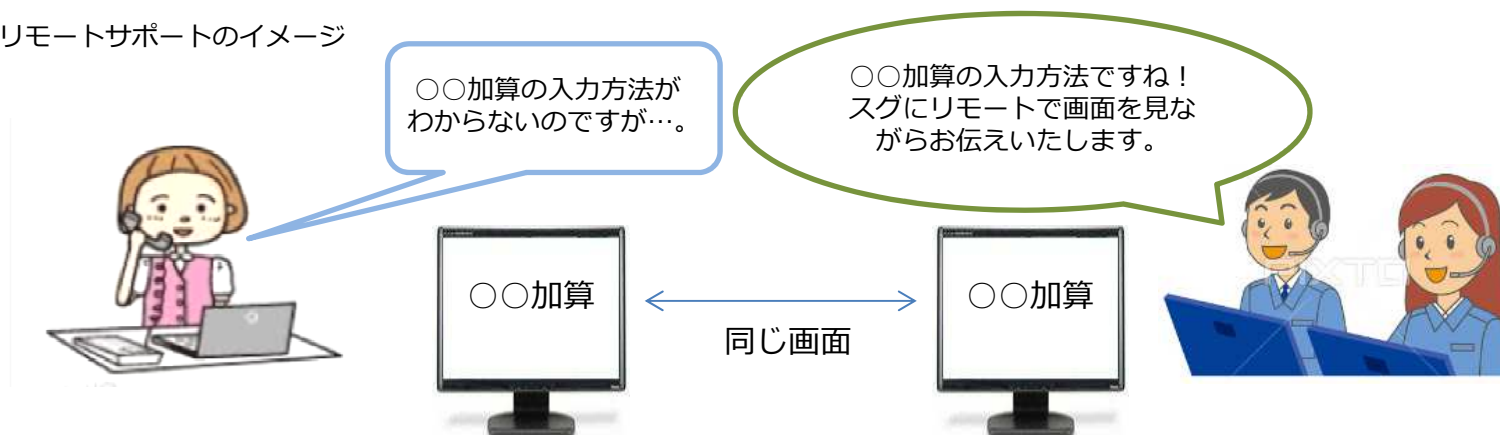 リモートサポートのイメージ
○○加算の入力方法が
わからないのですが…。
○○加算の入力方法ですね！
スグにリモートで画面を見な
がらお伝えいたします。
○○加算
同じ画面
○○加算